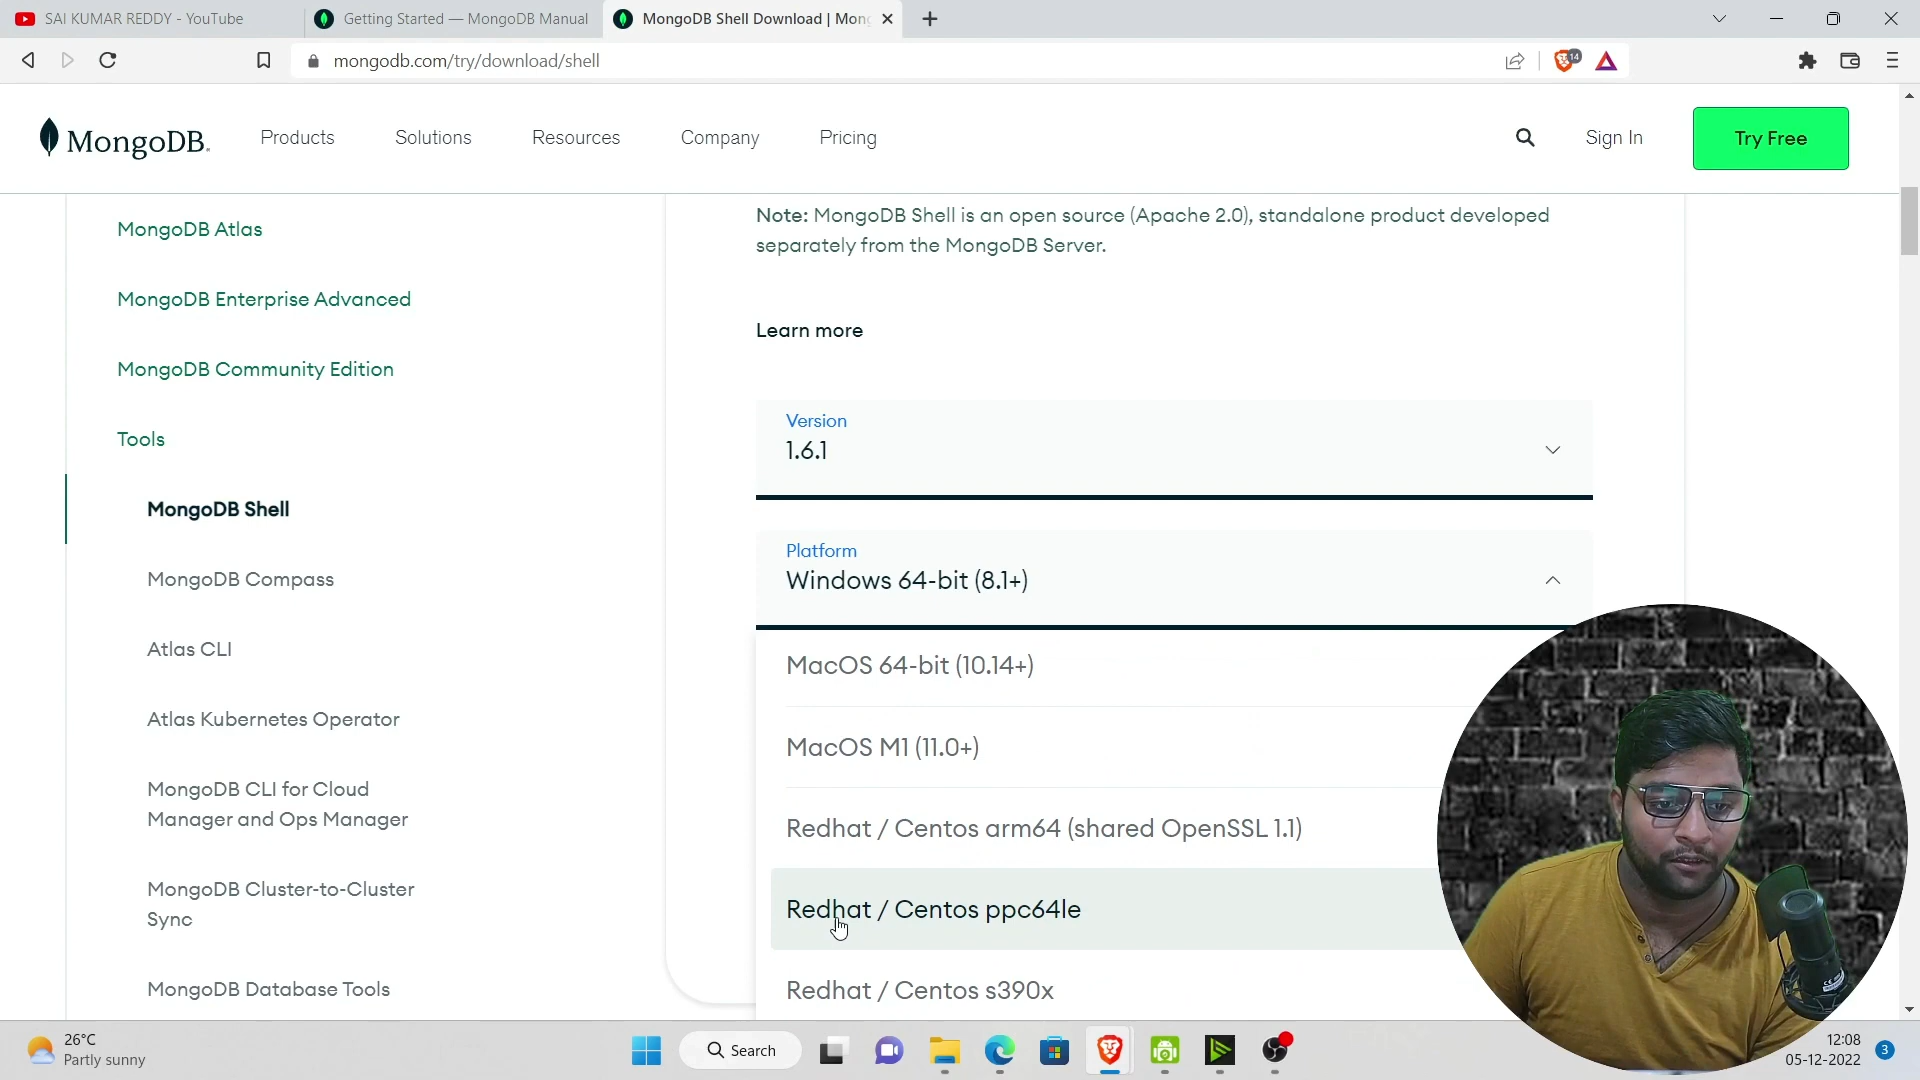 SAI KUMAR REDDY - YouTube
Getting Started — MongoDB Manual
MongoDB Shell Download | Mon
mongodb.com/try/download/shell
14
MongoDB.
Products
Solutions
Resources
Company
Pricing
Sign In
Try Free
MongoDB Atlas
MongoDB Enterprise Advanced
MongoDB Community Edition
Tools
MongoDB Shell
MongoDB Compass
Atlas CLI
Atlas Kubernetes Operator
MongoDB CLI for Cloud
Manager and Ops Manager
MongoDB Cluster-to-Cluster
Sync
MongoDB Database Tools
Note: MongoDB Shell is an open source (Apache 2.0), standalone product developed
separately from the MongoDB Server.
Learn more
Version
1.6.1
Platform
Windows 64-bit (8.1+)
MacOS 64-bit (10.14+)
MacOS M1 (11.0+)
Redhat / Centos arm64 (shared OpenSSL 1.1)
Redhat / Centos ppc64le
Redhat / Centos s390x
26°C
Partly sunny
Search
12:08
05-12-2022
3